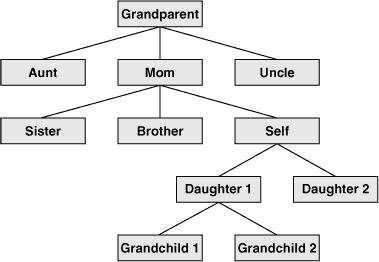 Grandparent
Aunt Mom Uncle
Sister Brother Self
Daughter 1 Daughter 2
Grandchild 1 Grandchild 2